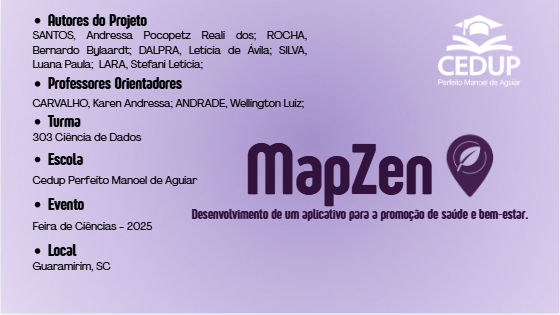 • Autores do Projeto
SANTOS, Andressa Pocopetz Reali dos; ROCHA,
Bernardo Bylaardt; DALPRA, Letícia de Ávila; SILVA,
Luana Paula; LARA, Stefani Leticia;
• Professores Orientadores
CARVALHO, Karen Andressa; ANDRADE, Wellington Luiz;
• Turma
303 Ciência de Dados
• Escola
Cedup Perfeito Manoel de Aguiar
• Evento
Feira de Ciências - 2025
• Local
Guaramirim, SC
CEDUP
Perfeito Manoel de Aguiar
MapZen
Desenvolvimento de um aplicativo para a promoção de saúde e bem-estar.